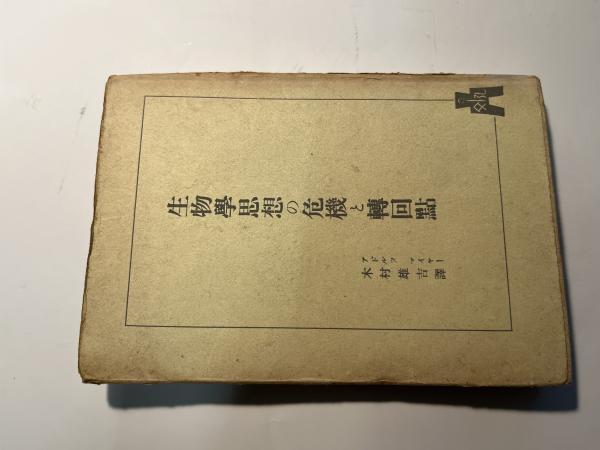 生物學思想の危機と轉回點
アドルフ マイヤー
木村雄吉譯